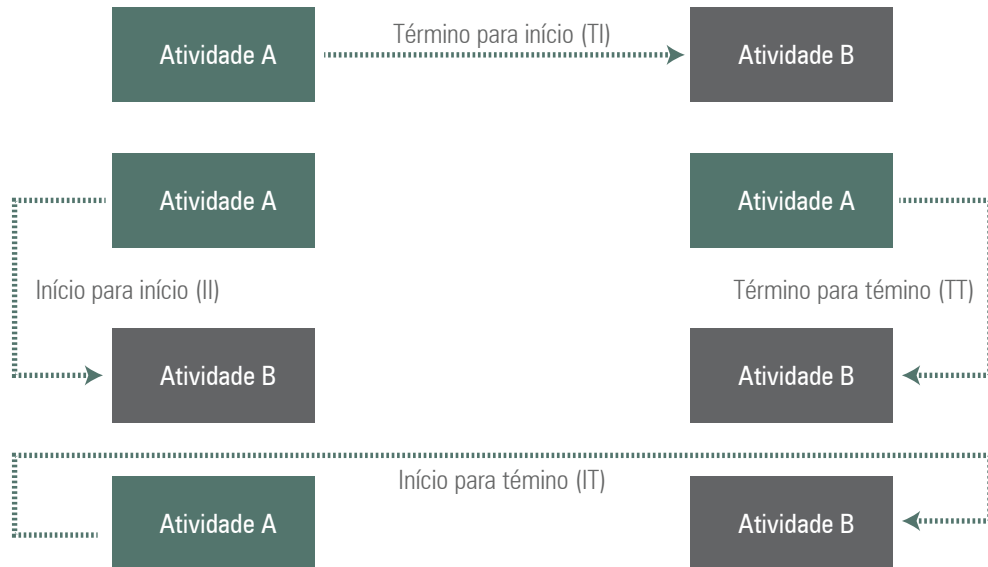 Término para início (TI)
Atividade A
Atividade B
Atividade A
Atividade A
Início para início (II)
Término para témino (TT)
Atividade B
Atividade B
Início para témino (IT)
Atividade A
Atividade B